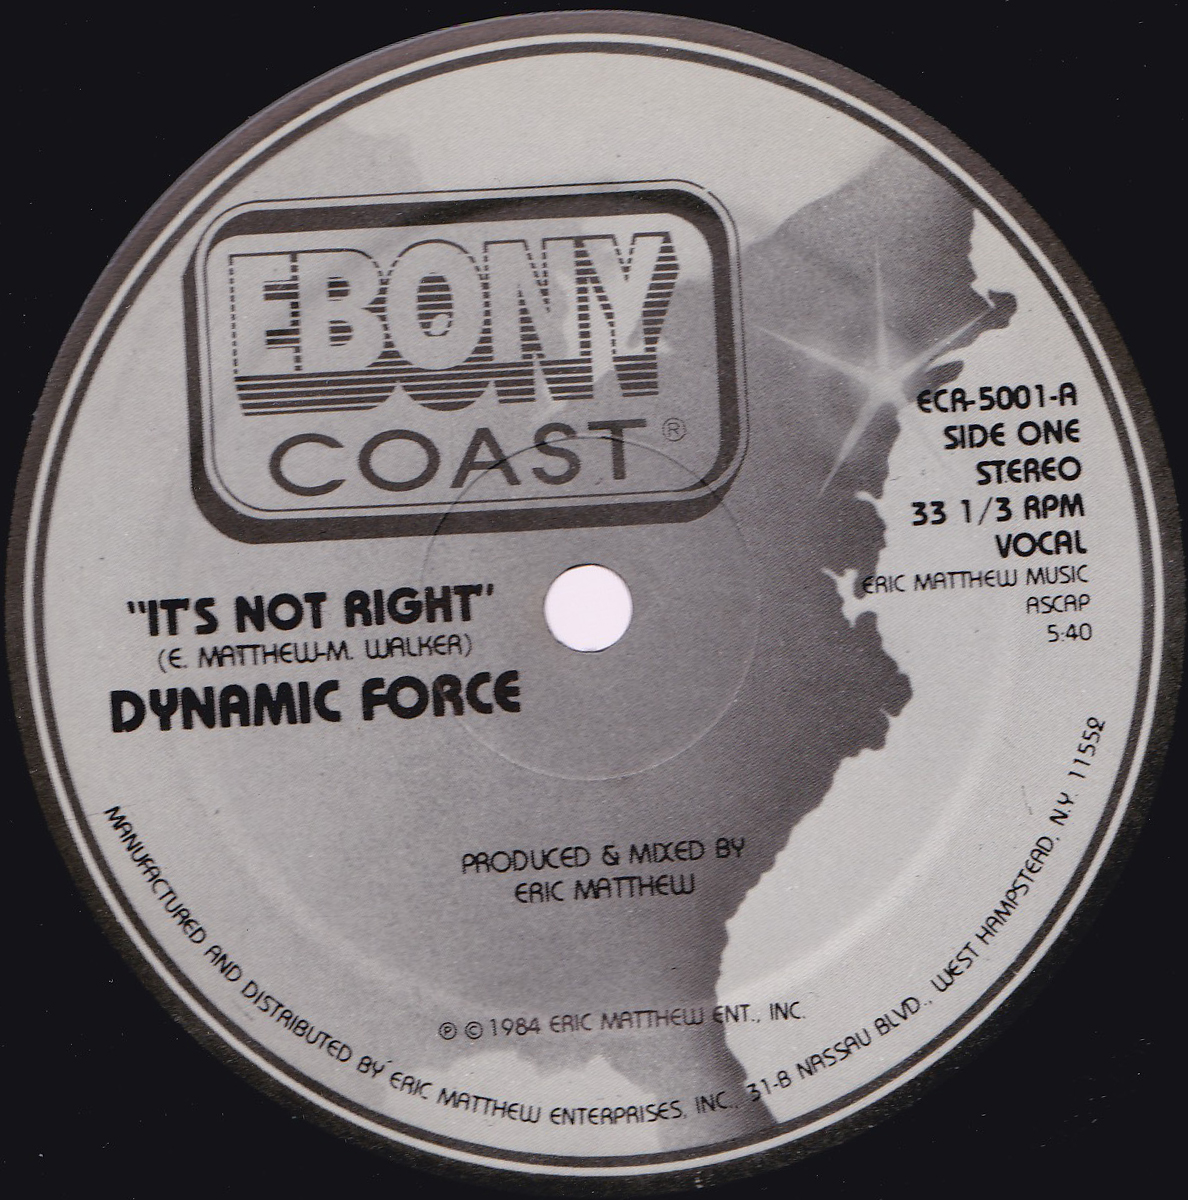 EBONY
COAST®
ECR-5001-A
SIDE ONE
STEREO
33 1/3 RPM
VOCAL
ERIC MATTHEW MUSIC
ASCAP
5:40
"IT'S NOT RIGHT"
(E. MATTHEW-M. WALKER)
DYNAMIC FORCE
PRODUCED & MIXED BY
ERIC MATTHEW
℗ © 1984 ERIC MATTHEW ENT., INC.
MANUFACTURED AND DISTRIBUTED BY ERIC MATTHEW ENTERPRISES, INC., 31-B NASSAU BLVD., WEST HAMPSTEAD, N.Y. 11552